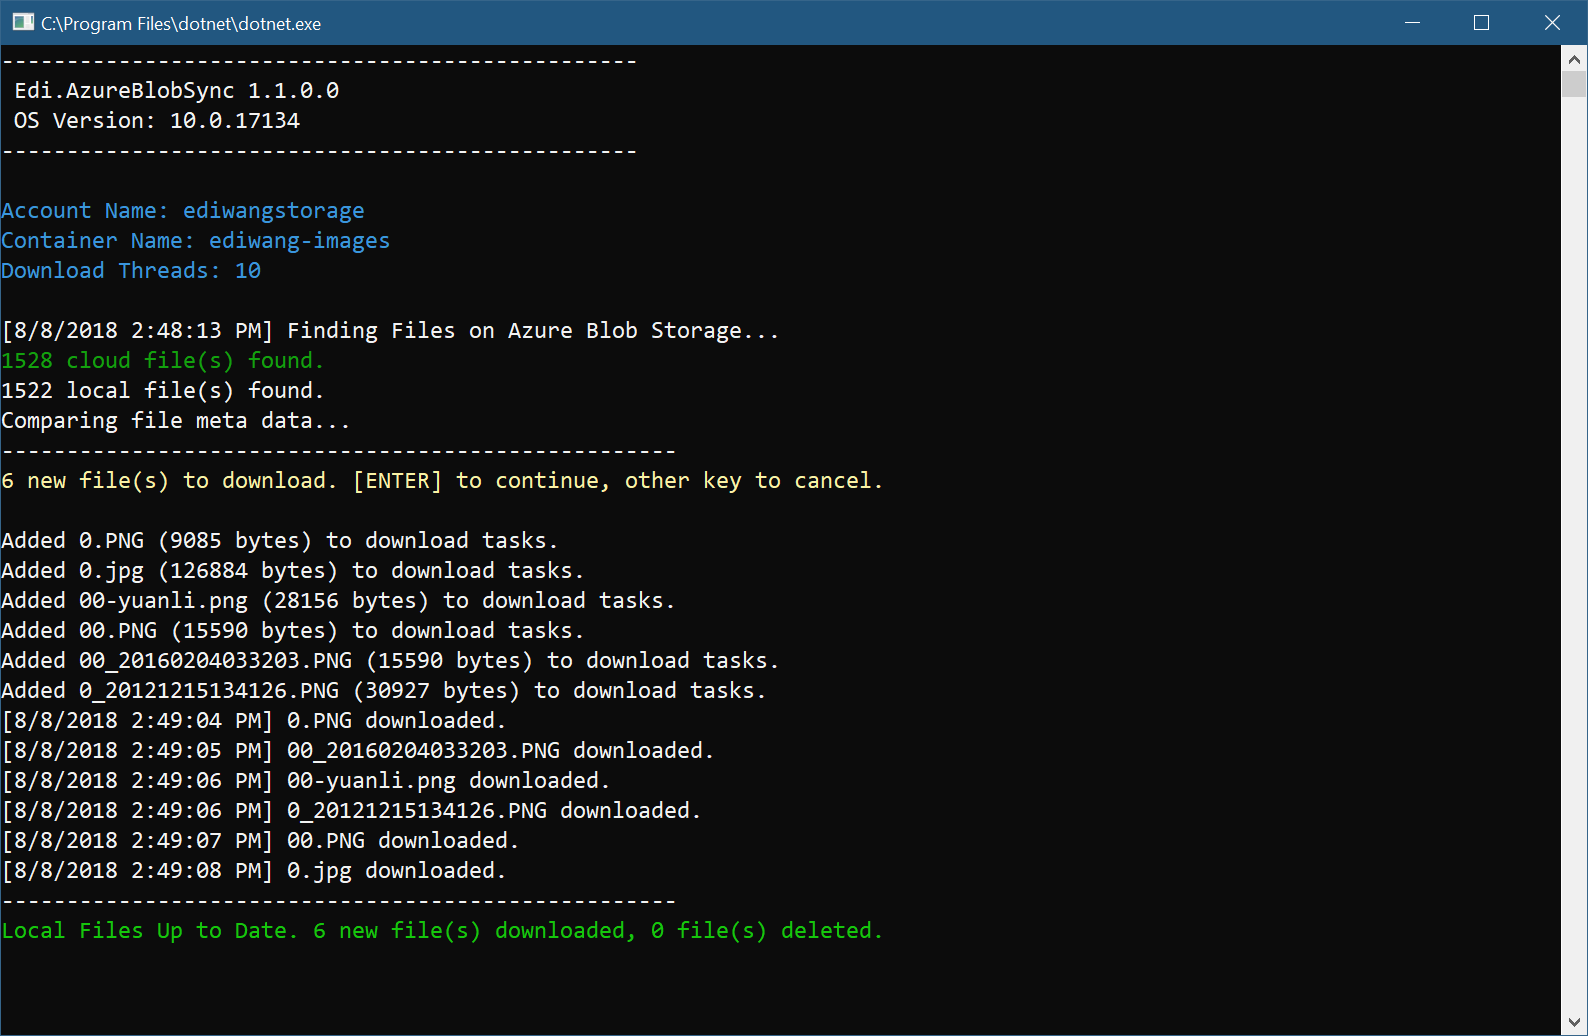 C:\Program Files\dotnet\dotnet.exe
-------------------------------------------------
Edi.AzureBlobSync 1.1.0.0
OS Version: 10.0.17134
-------------------------------------------------
Account Name: ediwangstorage
Container Name: ediwang-images
Download Threads: 10
[8/8/2018 2:48:13 PM] Finding Files on Azure Blob Storage...
1528 cloud file(s) found.
1522 local file(s) found.
Comparing file meta data...
----------------------------------------------------
6 new file(s) to download. [ENTER] to continue, other key to cancel.
Added 0.PNG (9085 bytes) to download tasks.
Added 0.jpg (126884 bytes) to download tasks.
Added 00-yuanli.png (28156 bytes) to download tasks.
Added 00.PNG (15590 bytes) to download tasks.
Added 00_20160204033203.PNG (15590 bytes) to download tasks.
Added 0_20121215134126.PNG (30927 bytes) to download tasks.
[8/8/2018 2:49:04 PM] 0.PNG downloaded.
[8/8/2018 2:49:05 PM] 00_20160204033203.PNG downloaded.
[8/8/2018 2:49:06 PM] 00-yuanli.png downloaded.
[8/8/2018 2:49:06 PM] 0_20121215134126.PNG downloaded.
[8/8/2018 2:49:07 PM] 00.PNG downloaded.
[8/8/2018 2:49:08 PM] 0.jpg downloaded.
----------------------------------------------------
Local Files Up to Date. 6 new file(s) downloaded, 0 file(s) deleted.